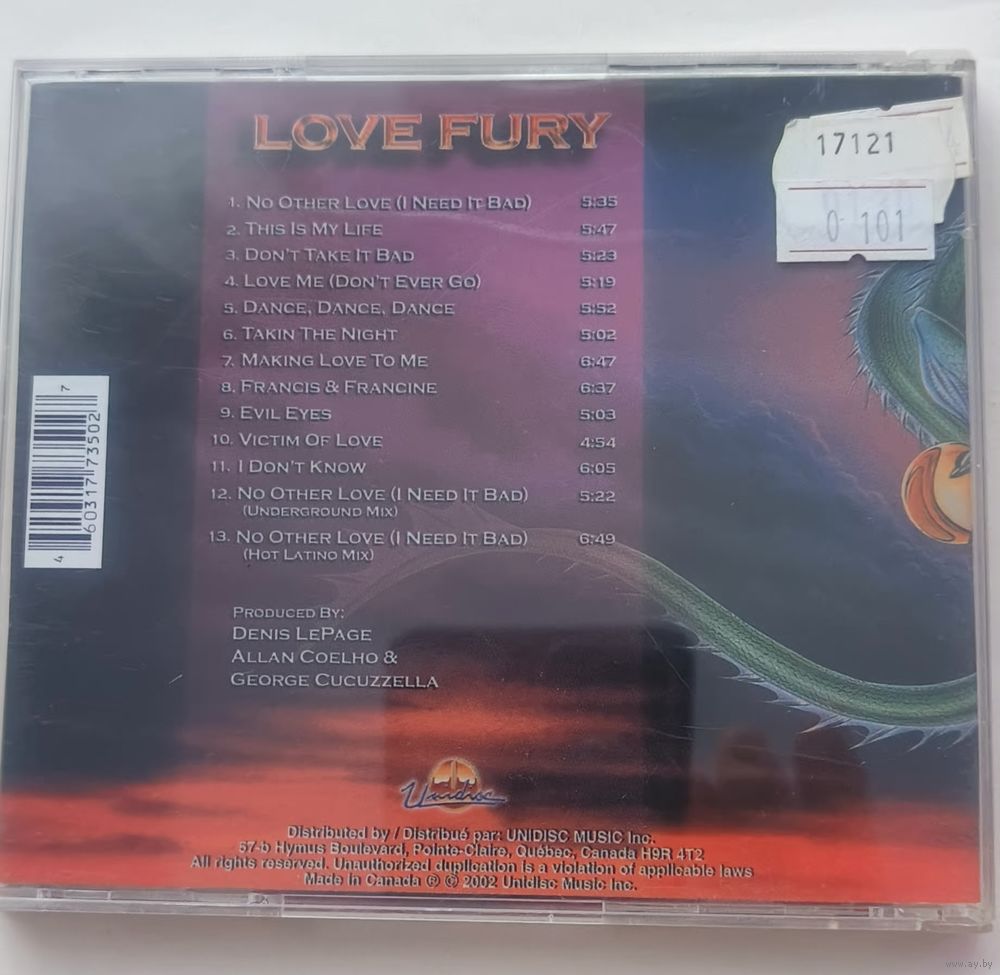 LOVE FURY
17121
0 101
1. NO OTHER LOVE (I NEED IT BAD) 5:35
2. THIS IS MY LIFE 5:47
3. DON'T TAKE IT BAD 5:23
4. LOVE ME (DON'T EVER GO) 5:19
5. DANCE, DANCE, DANCE 5:52
6. TAKIN THE NIGHT 5:02
7. MAKING LOVE TO ME 6:47
8. FRANCIS & FRANCINE 6:37
9. EVIL EYES 5:03
10. VICTIM OF LOVE 4:54
11. I DON'T KNOW 6:05
12. NO OTHER LOVE (I NEED IT BAD) 5:22
(UNDERGROUND MIX)
13. NO OTHER LOVE (I NEED IT BAD) 6:49
(HOT LATINO MIX)
4 60317 73502 7
PRODUCED BY:
DENIS LEPAGE
ALLAN COELHO &
GEORGE CUCUZZELLA
Unidisc
Distributed by / Distribué par: UNIDISC MUSIC Inc.
57-b Hymus Boulevard, Pointe-Claire, Québec, Canada H9R 4T2
All rights reserved. Unauthorized duplication is a violation of applicable laws
Made In Canada ℗ © 2002 Unidisc Music Inc.
www.ay.by